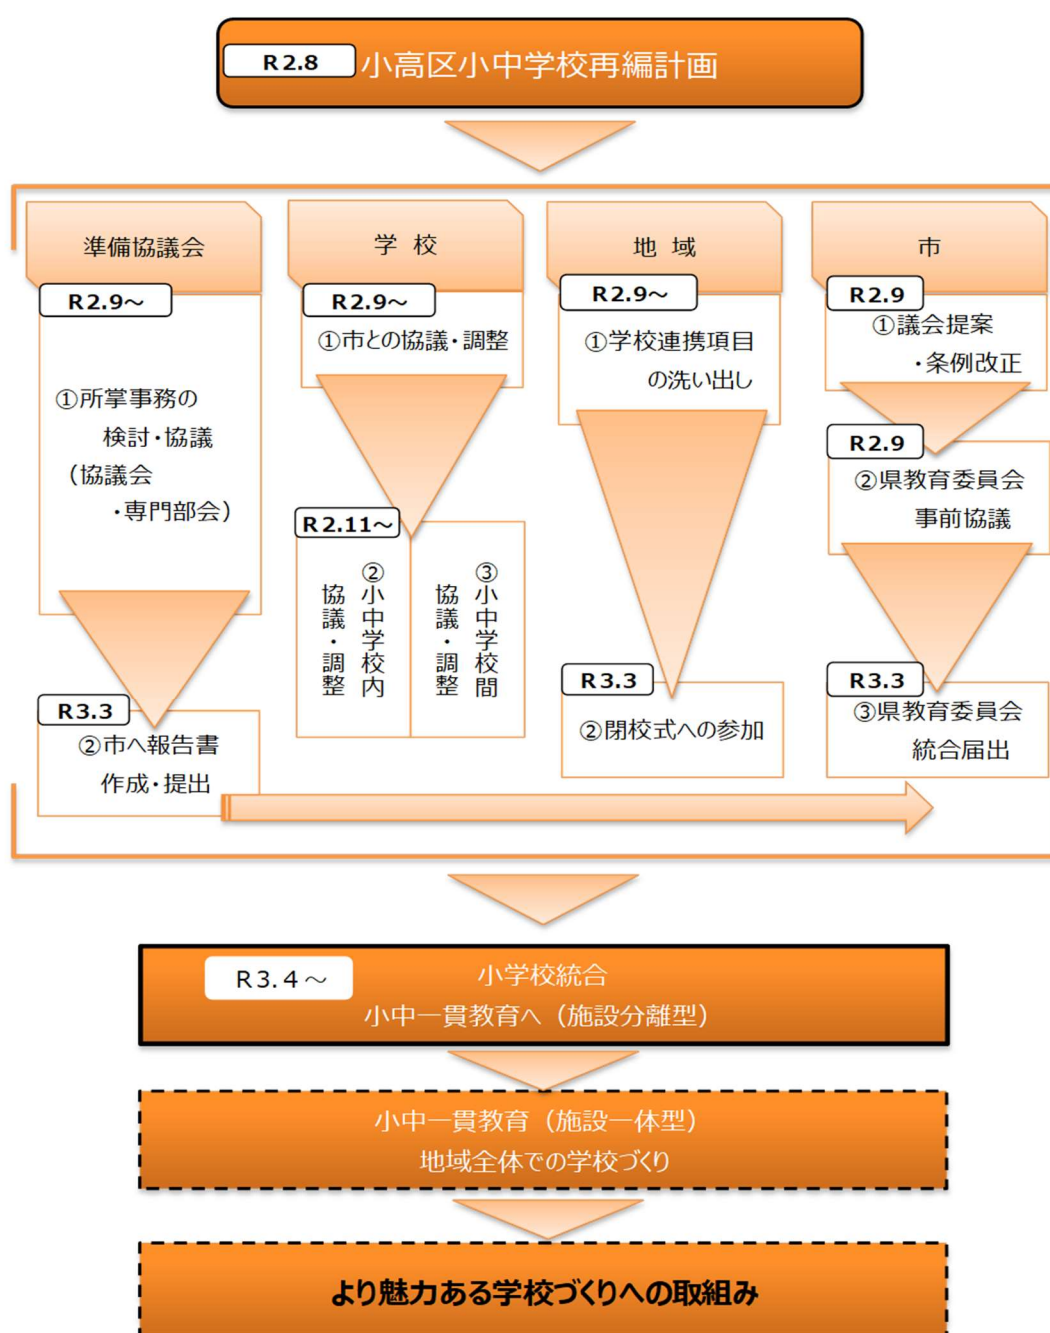 R2.8 小高区小中学校再編計画
準備協議会
R2.9～
①所掌事務の
検討・協議
（協議会
・専門部会）
R3.3
②市へ報告書
作成・提出
学 校
R2.9～
①市との協議・調整
R2.11～
②小中学校内
協議・調整
③小中学校間
協議・調整
地 域
R2.9～
①学校連携項目
の洗い出し
R3.3
②閉校式への参加
市
R2.9
①議会提案
・条例改正
R2.9
②県教育委員会
事前協議
R3.3
③県教育委員会
統合届出
R3.4～
小学校統合
小中一貫教育へ（施設分離型）
小中一貫教育（施設一体型）
地域全体での学校づくり
より魅力ある学校づくりへの取組み